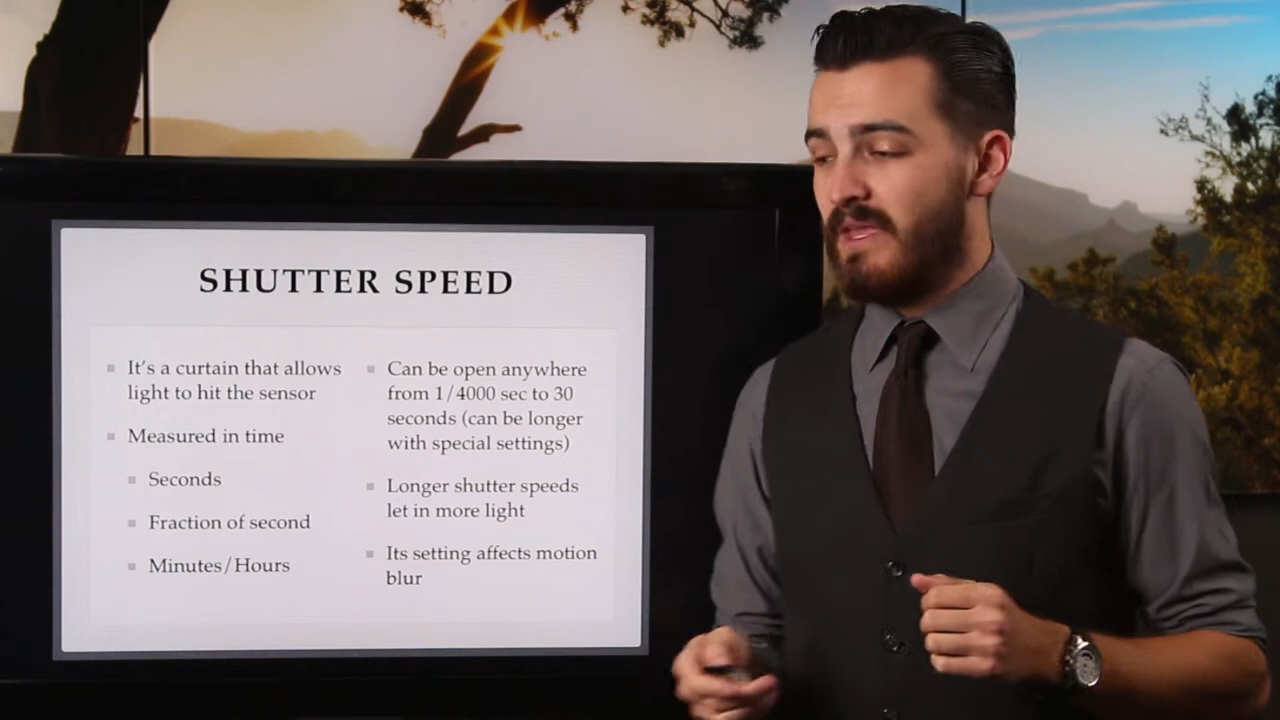 SHUTTER SPEED
It's a curtain that allows
light to hit the sensor
Measured in time
Seconds
Fraction of second
Minutes/Hours
Can be open anywhere
from 1/4000 sec to 30
seconds (can be longer
with special settings)
Longer shutter speeds
let in more light
Its setting affects motion
blur